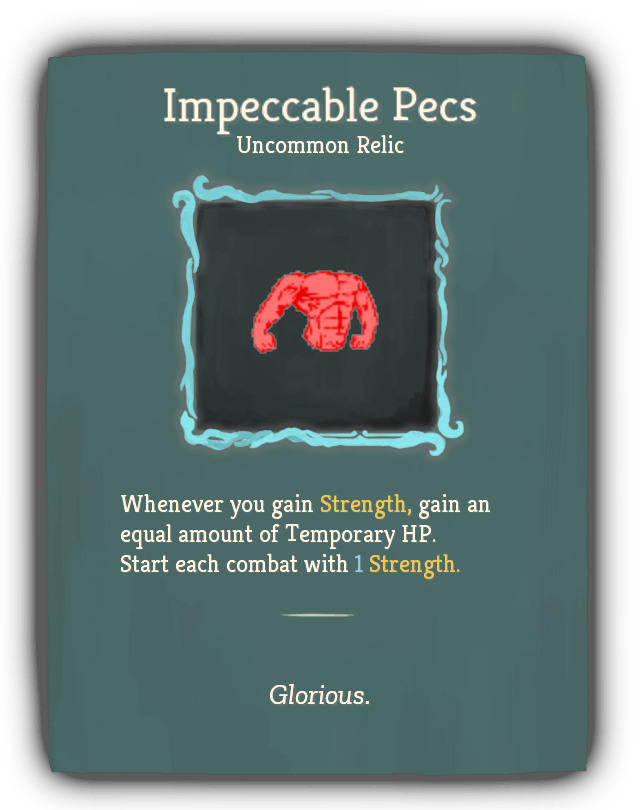 Impeccable Pecs
Uncommon Relic
Whenever you gain Strength, gain an
equal amount of Temporary HP.
Start each combat with 1 Strength.
Glorious.